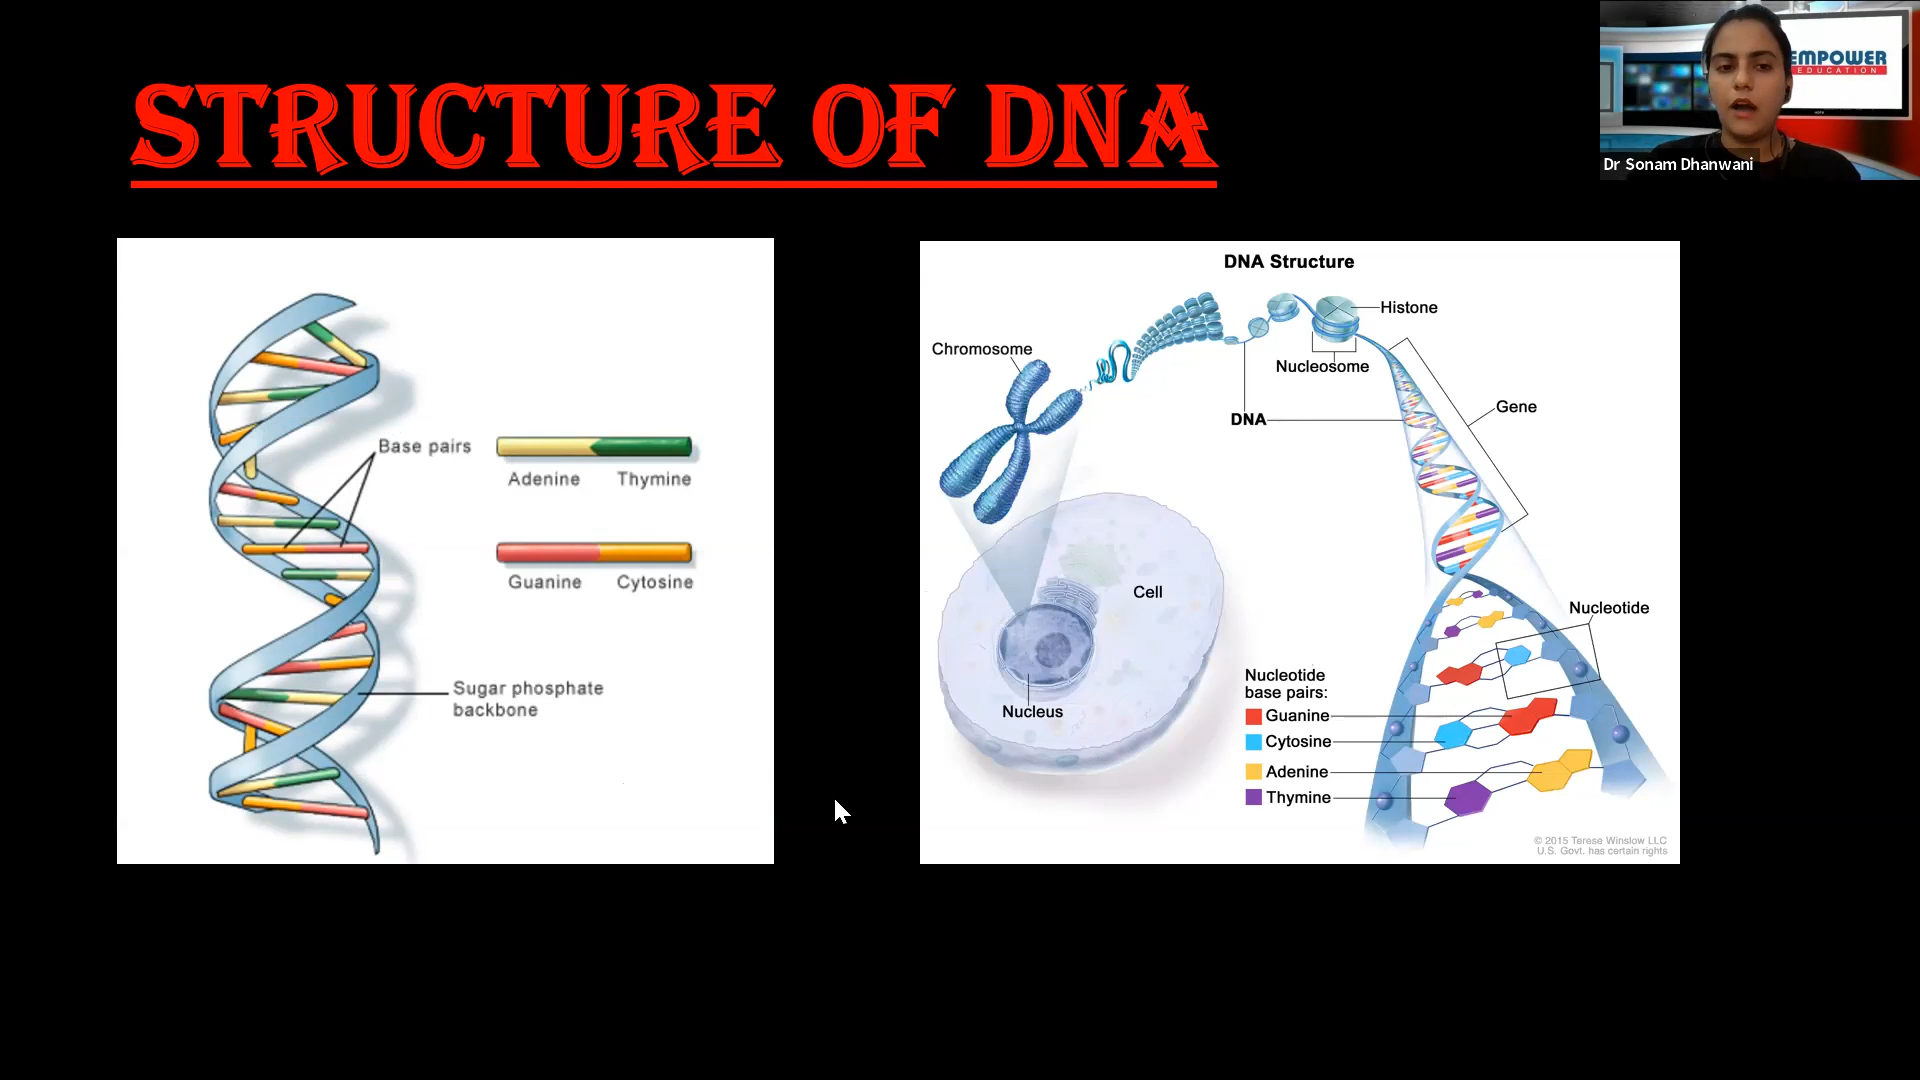 STRUCTURE OF DNA
EMPOWER
EDUCATION
Dr Sonam Dhanwani
Base pairs
Adenine Thymine
Guanine Cytosine
Sugar phosphate
backbone
DNA Structure
Histone
Chromosome
Nucleosome
Gene
DNA
Cell
Nucleotide
Nucleus
Nucleotide
base pairs:
Guanine
Cytosine
Adenine
Thymine
© 2015 Terese Winslow LLC
U.S. Govt. has certain rights